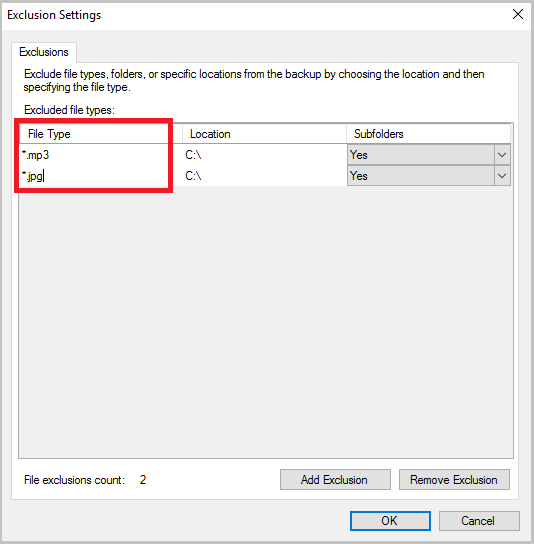 Exclusion Settings
Exclusions
Exclude file types, folders, or specific locations from the backup by choosing the location and then
specifying the file type.
Excluded file types:
File Type Location Subfolders
*.mp3 C:\ Yes
*.jpg C:\ Yes
File exclusions count: 2 Add Exclusion Remove Exclusion
OK Cancel